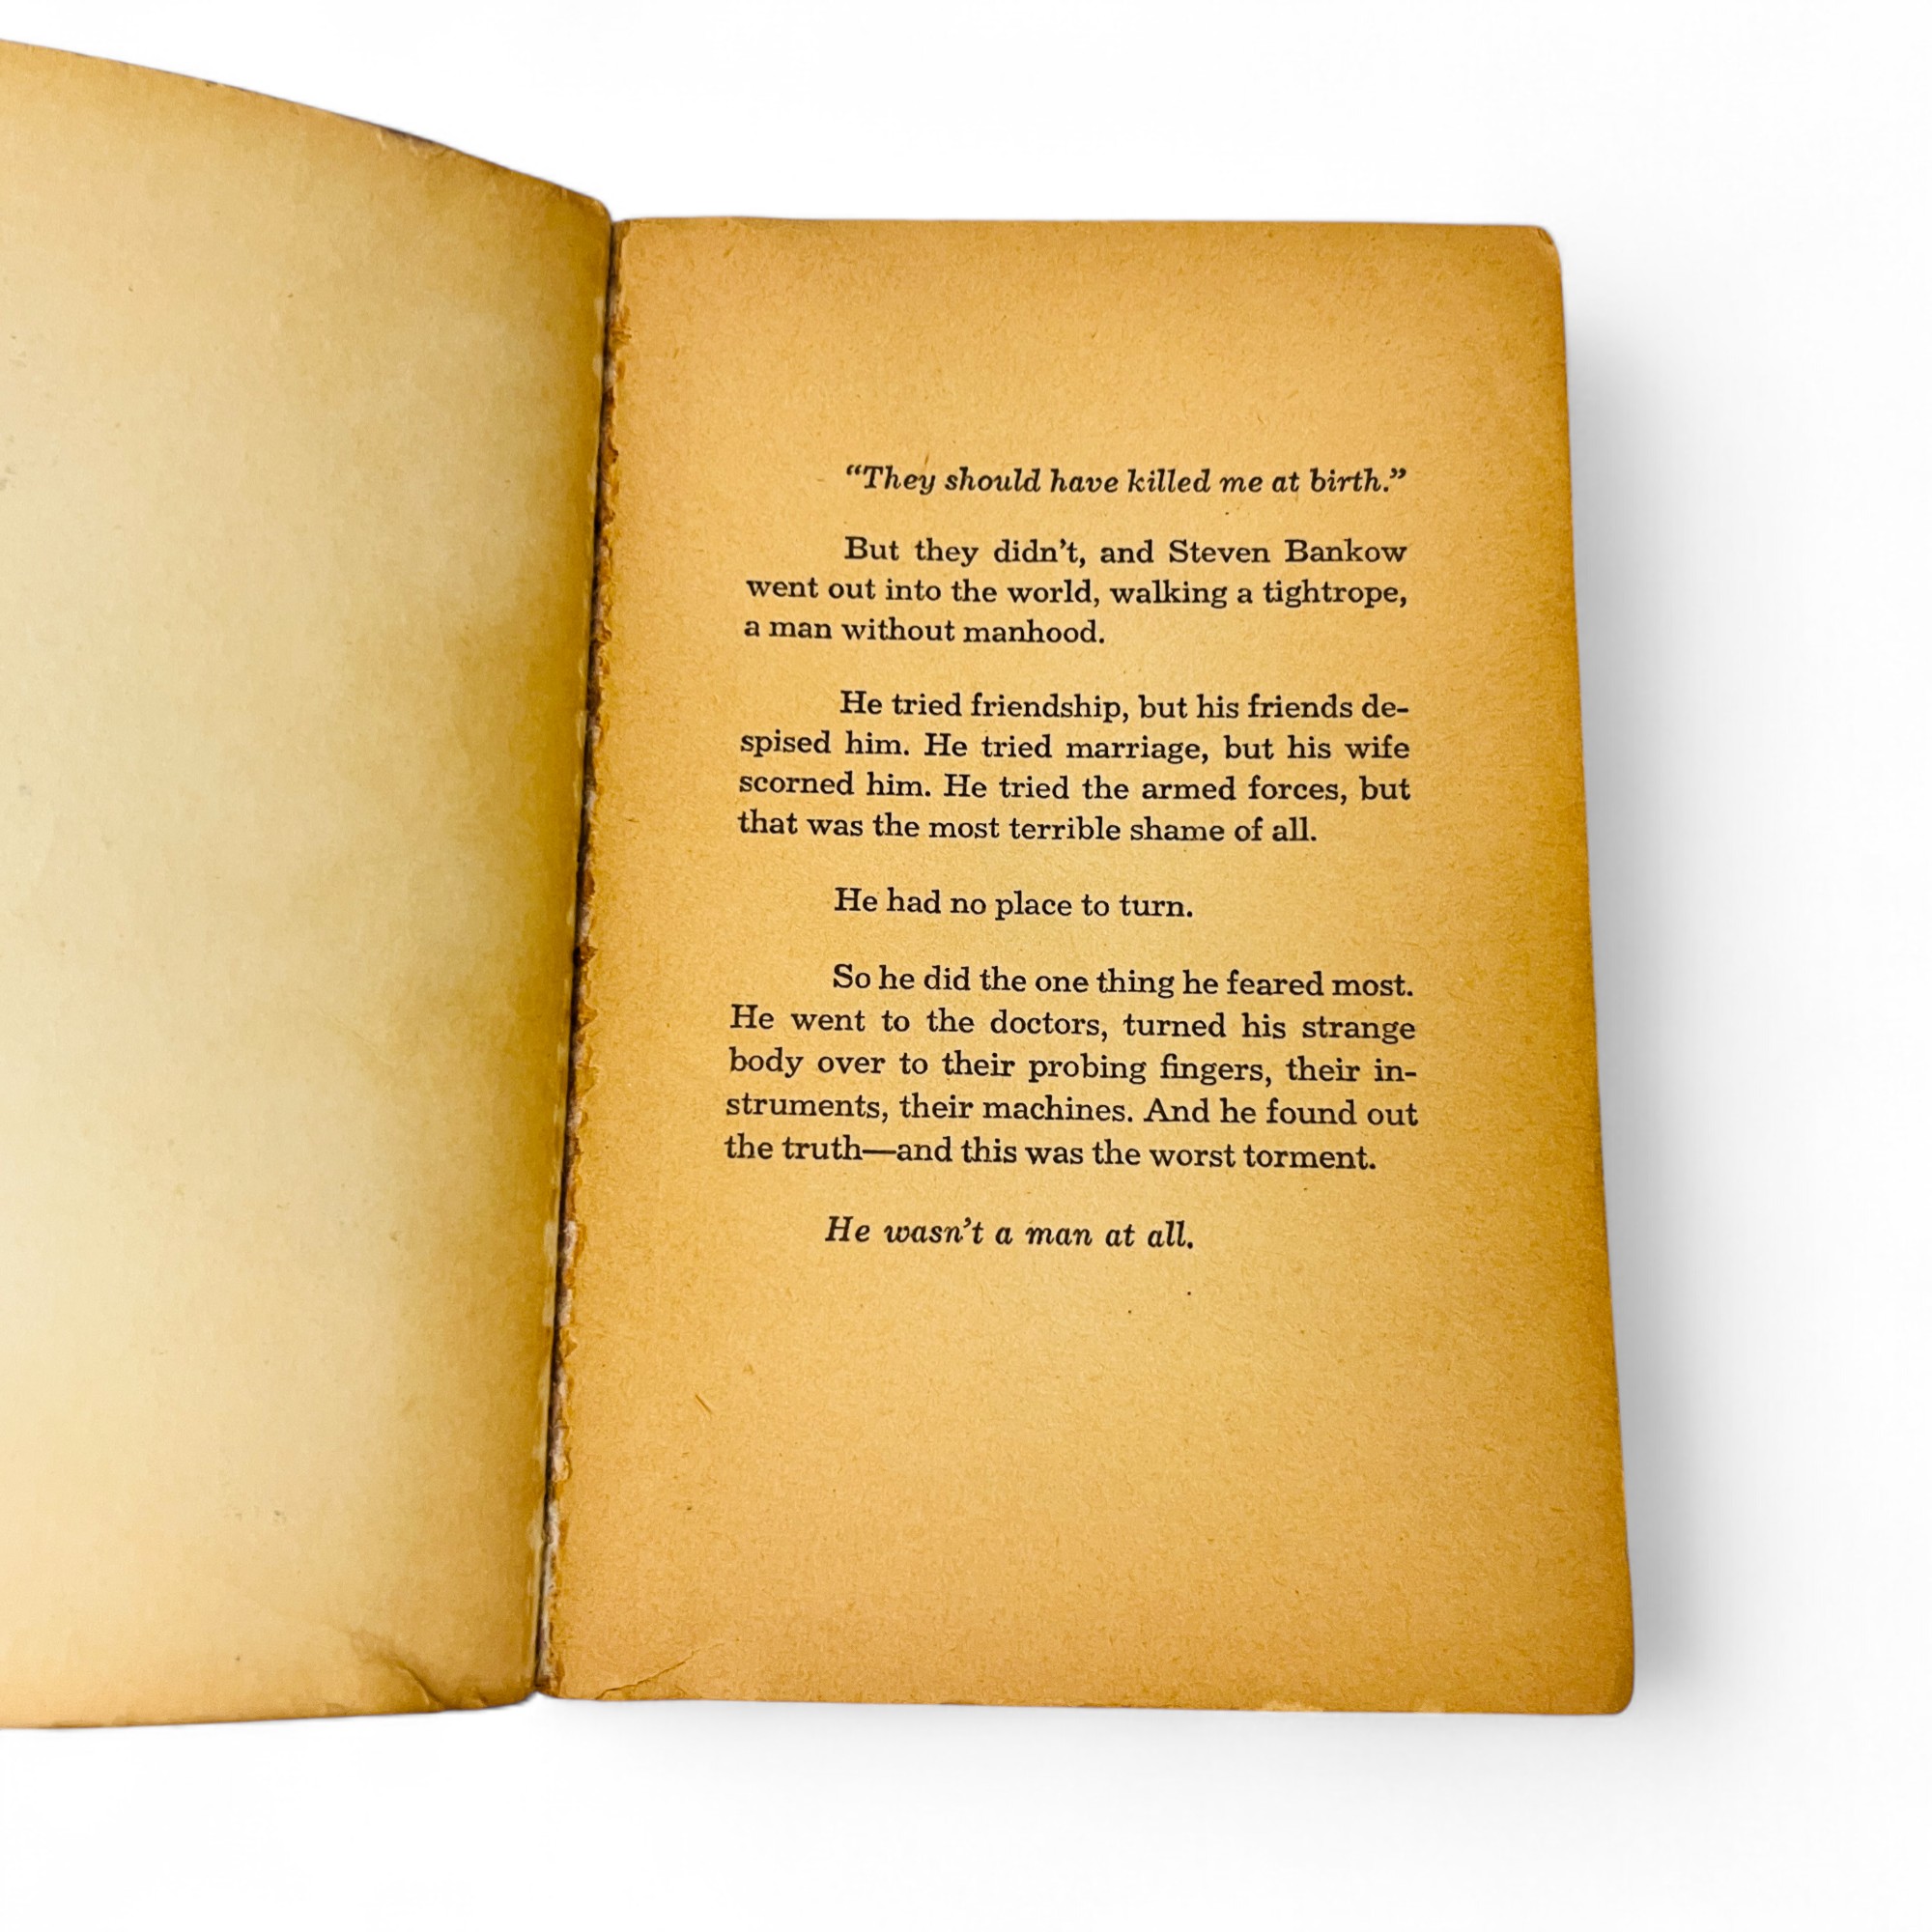 “They should have killed me at birth.”
But they didn’t, and Steven Bankow
went out into the world, walking a tightrope,
a man without manhood.
He tried friendship, but his friends de-
spised him. He tried marriage, but his wife
scorned him. He tried the armed forces, but
that was the most terrible shame of all.
He had no place to turn.
So he did the one thing he feared most.
He went to the doctors, turned his strange
body over to their probing fingers, their in-
struments, their machines. And he found out
the truth—and this was the worst torment.
He wasn’t a man at all.